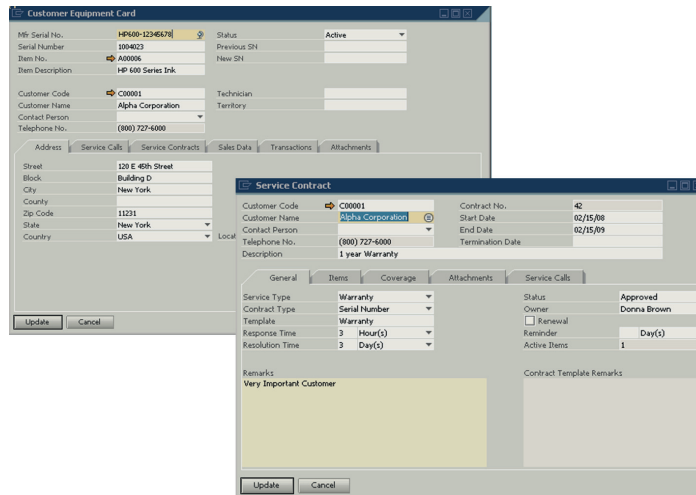 Customer Equipment Card
Mfr Serial No. HP600-12345678 Status Active
Serial Number 1004023 Previous SN
Item No. A00006 New SN
Item Description HP 600 Series Ink
Customer Code C00001 Technician
Customer Name Alpha Corporation Territory
Contact Person
Telephone No. (800) 727-6000
Address Service Calls Service Contracts Sales Data Transactions Attachments
Street 120 E 45th Street
Block Building D
City New York
County
Zip Code 11231
State New York
Country USA Locat
Update Cancel
Service Contract
Customer Code C00001 Contract No. 42
Customer Name Alpha Corporation Start Date 02/15/08
Contact Person End Date 02/15/09
Telephone No. (800) 727-6000 Termination Date
Description 1 year Warranty
General Items Coverage Attachments Service Calls
Service Type Warranty Status Approved
Contract Type Serial Number Owner Donna Brown
Template Warranty Renewal
Response Time 3 Hour(s) Reminder Day(s)
Resolution Time 3 Day(s) Active Items 1
Remarks Contract Template Remarks
Very Important Customer
Update Cancel